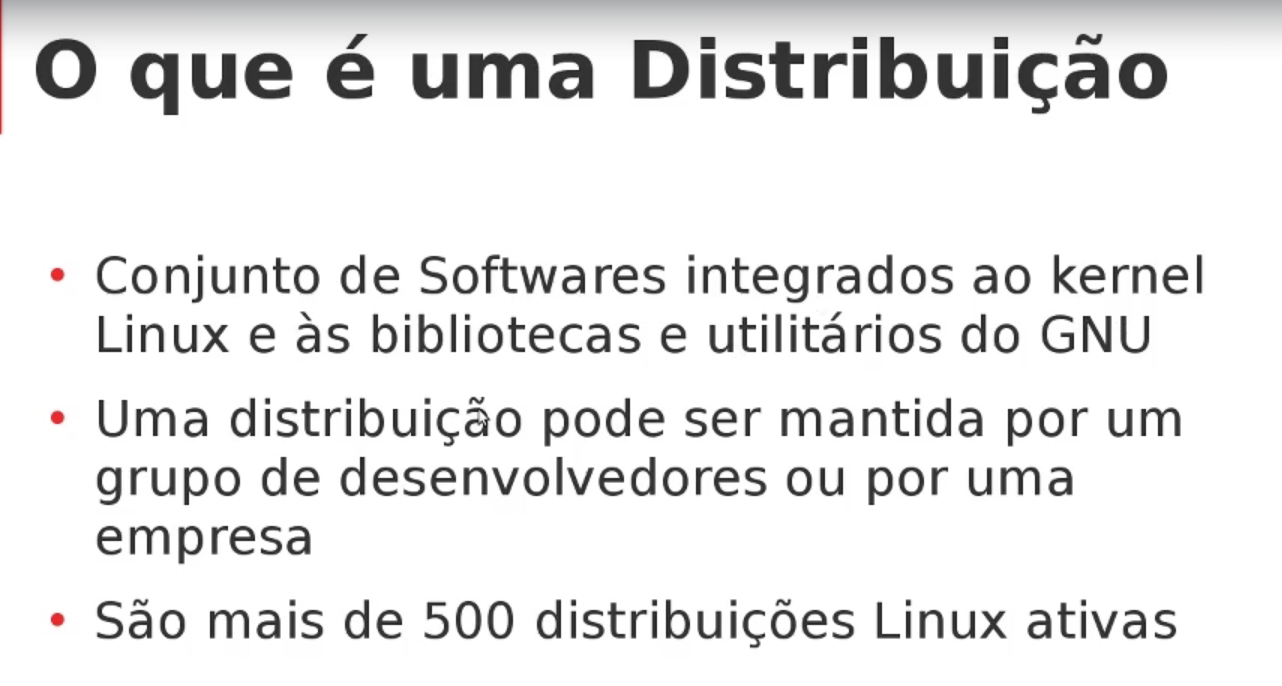 O que é uma Distribuição
• Conjunto de Softwares integrados ao kernel
Linux e às bibliotecas e utilitários do GNU
• Uma distribuição pode ser mantida por um
grupo de desenvolvedores ou por uma
empresa
• São mais de 500 distribuições Linux ativas